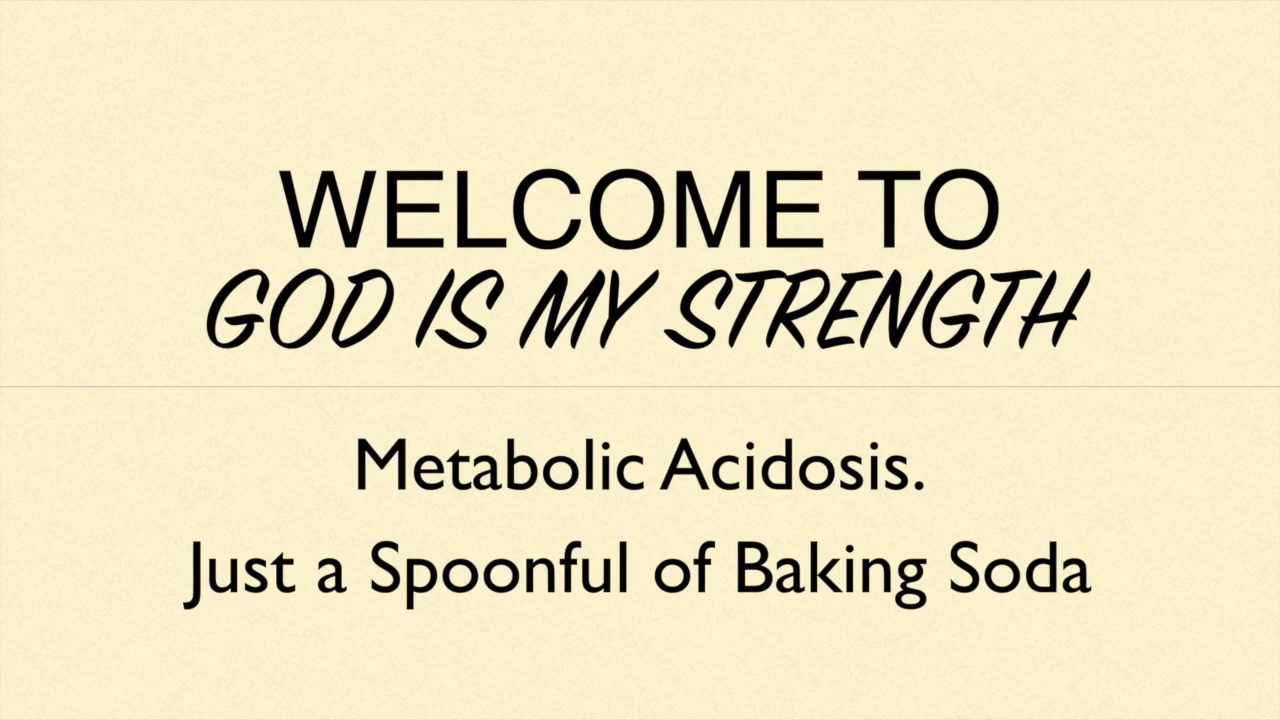 WELCOME TO
GOD IS MY STRENGTH
Metabolic Acidosis.
Just a Spoonful of Baking Soda